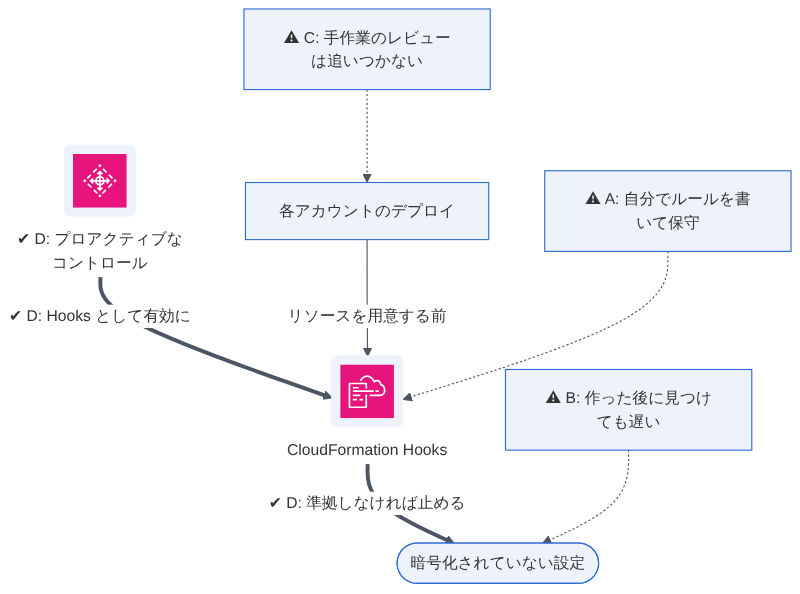 ⚠ C: 手作業のレビュー
は追いつかない
各アカウントのデプロイ
⚠ A: 自分でルールを書
いて保守
✔ D: プロアクティブな
コントロール
✔ D: Hooks として有効に
リソースを用意する前
⚠ B: 作った後に見つけ
ても遅い
CloudFormation Hooks
✔ D: 準拠しなければ止める
暗号化されていない設定